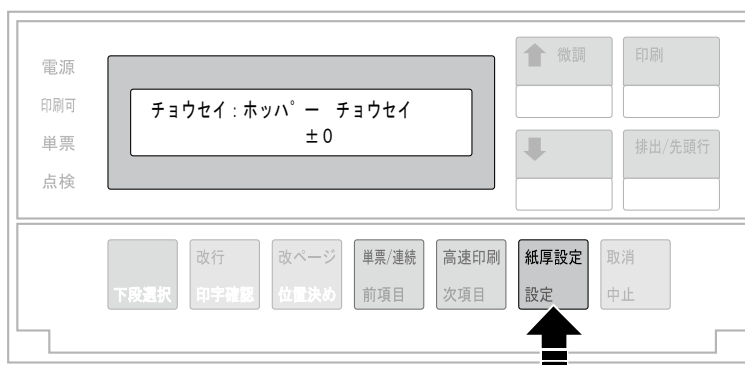 電源
印刷可
単票
点検
チョウセイ:ホッパー チョウセイ
±0
微調
印刷
排出/先頭行
下段選択
改行
印字確認
改ページ
位置決め
単票/連続
前項目
高速印刷
次項目
紙厚設定
設定
取消
中止